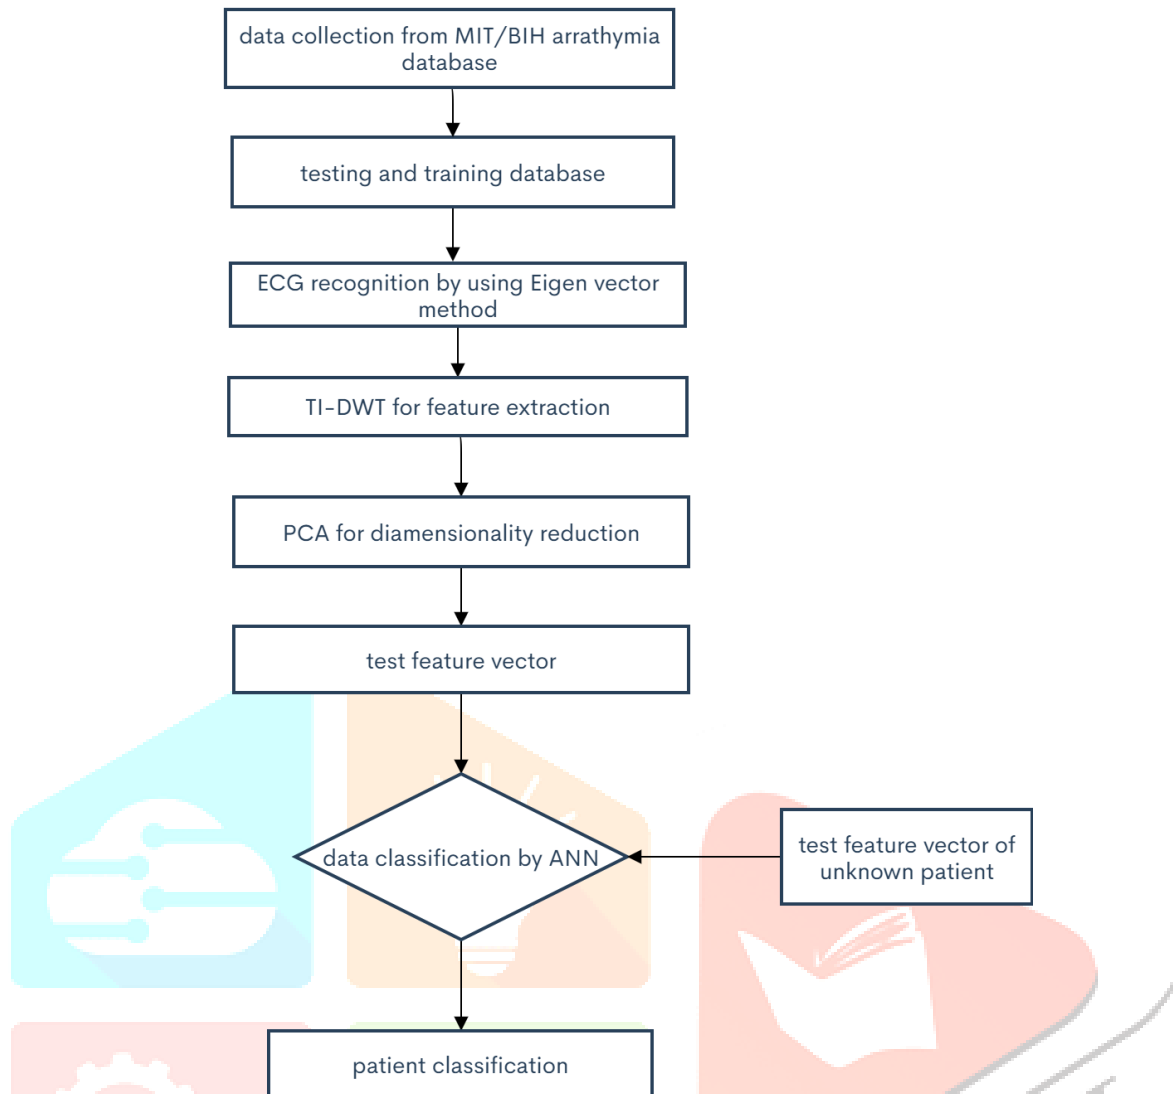 data collection from MIT/BIH arrathymia
database
testing and training database
ECG recognition by using Eigen vector
method
TI-DWT for feature extraction
PCA for diamensionality reduction
test feature vector
data classification by ANN
test feature vector of
unknown patient
patient classification